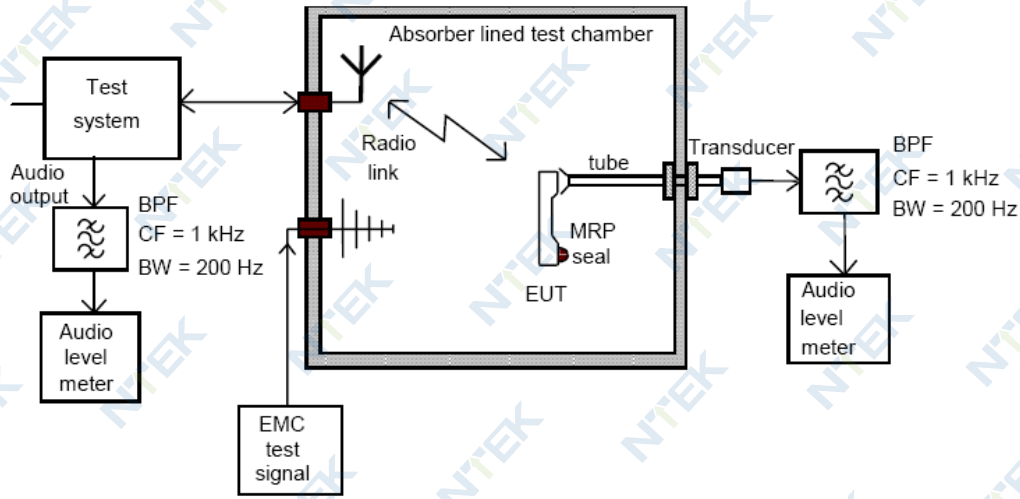 Absorber lined test chamber
Test
system
Audio
output
BPF
CF = 1 kHz
BW = 200 Hz
Audio
level
meter
EMC
test
signal
Radio
link
tube
MRP
seal
EUT
Transducer
BPF
CF = 1 kHz
BW = 200 Hz
Audio
level
meter
NTEK